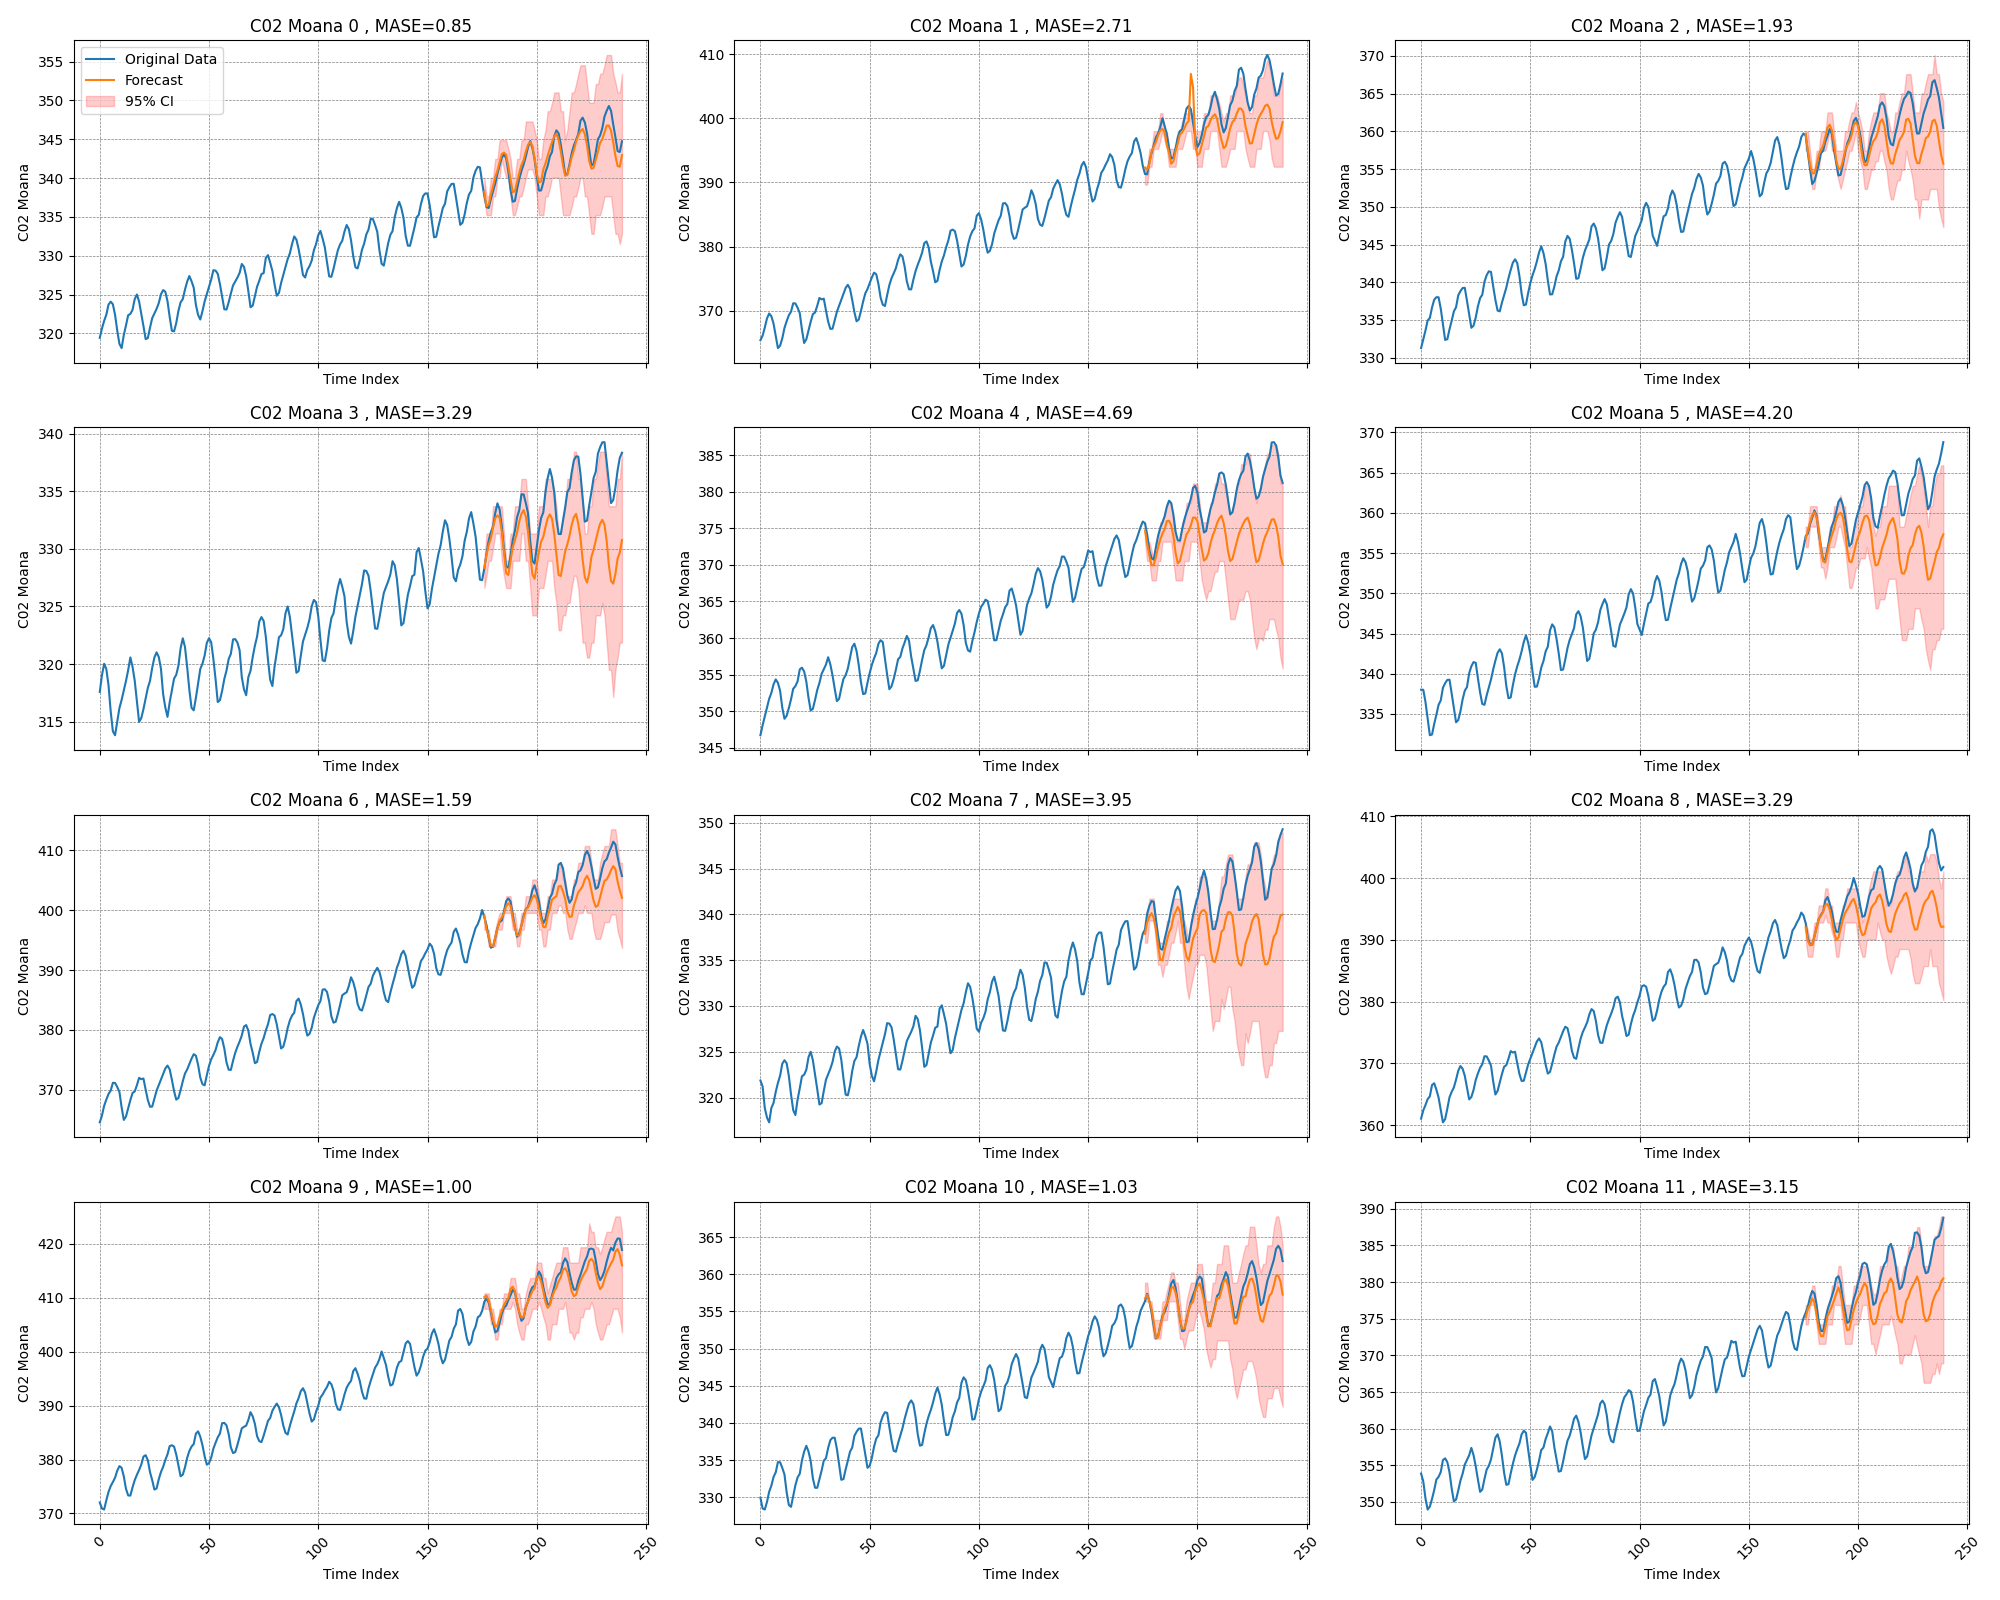 C02 Moana 0 , MASE=0.85
Original Data
Forecast
95% CI
355
350
345
340
335
330
325
320
C02 Moana
Time Index
C02 Moana 1 , MASE=2.71
410
400
390
380
370
C02 Moana
Time Index
C02 Moana 2 , MASE=1.93
370
365
360
355
350
345
340
335
330
C02 Moana
Time Index
C02 Moana 3 , MASE=3.29
340
335
330
325
320
315
C02 Moana
Time Index
C02 Moana 4 , MASE=4.69
385
380
375
370
365
360
355
350
345
C02 Moana
Time Index
C02 Moana 5 , MASE=4.20
370
365
360
355
350
345
340
335
C02 Moana
Time Index
C02 Moana 6 , MASE=1.59
410
400
390
380
370
C02 Moana
Time Index
C02 Moana 7 , MASE=3.95
350
345
340
335
330
325
320
C02 Moana
Time Index
C02 Moana 8 , MASE=3.29
410
400
390
380
370
360
C02 Moana
Time Index
C02 Moana 9 , MASE=1.00
420
410
400
390
380
370
C02 Moana
0 50 100 150 200 250
Time Index
C02 Moana 10 , MASE=1.03
365
360
355
350
345
340
335
330
C02 Moana
0 50 100 150 200 250
Time Index
C02 Moana 11 , MASE=3.15
390
385
380
375
370
365
360
355
350
C02 Moana
0 50 100 150 200 250
Time Index